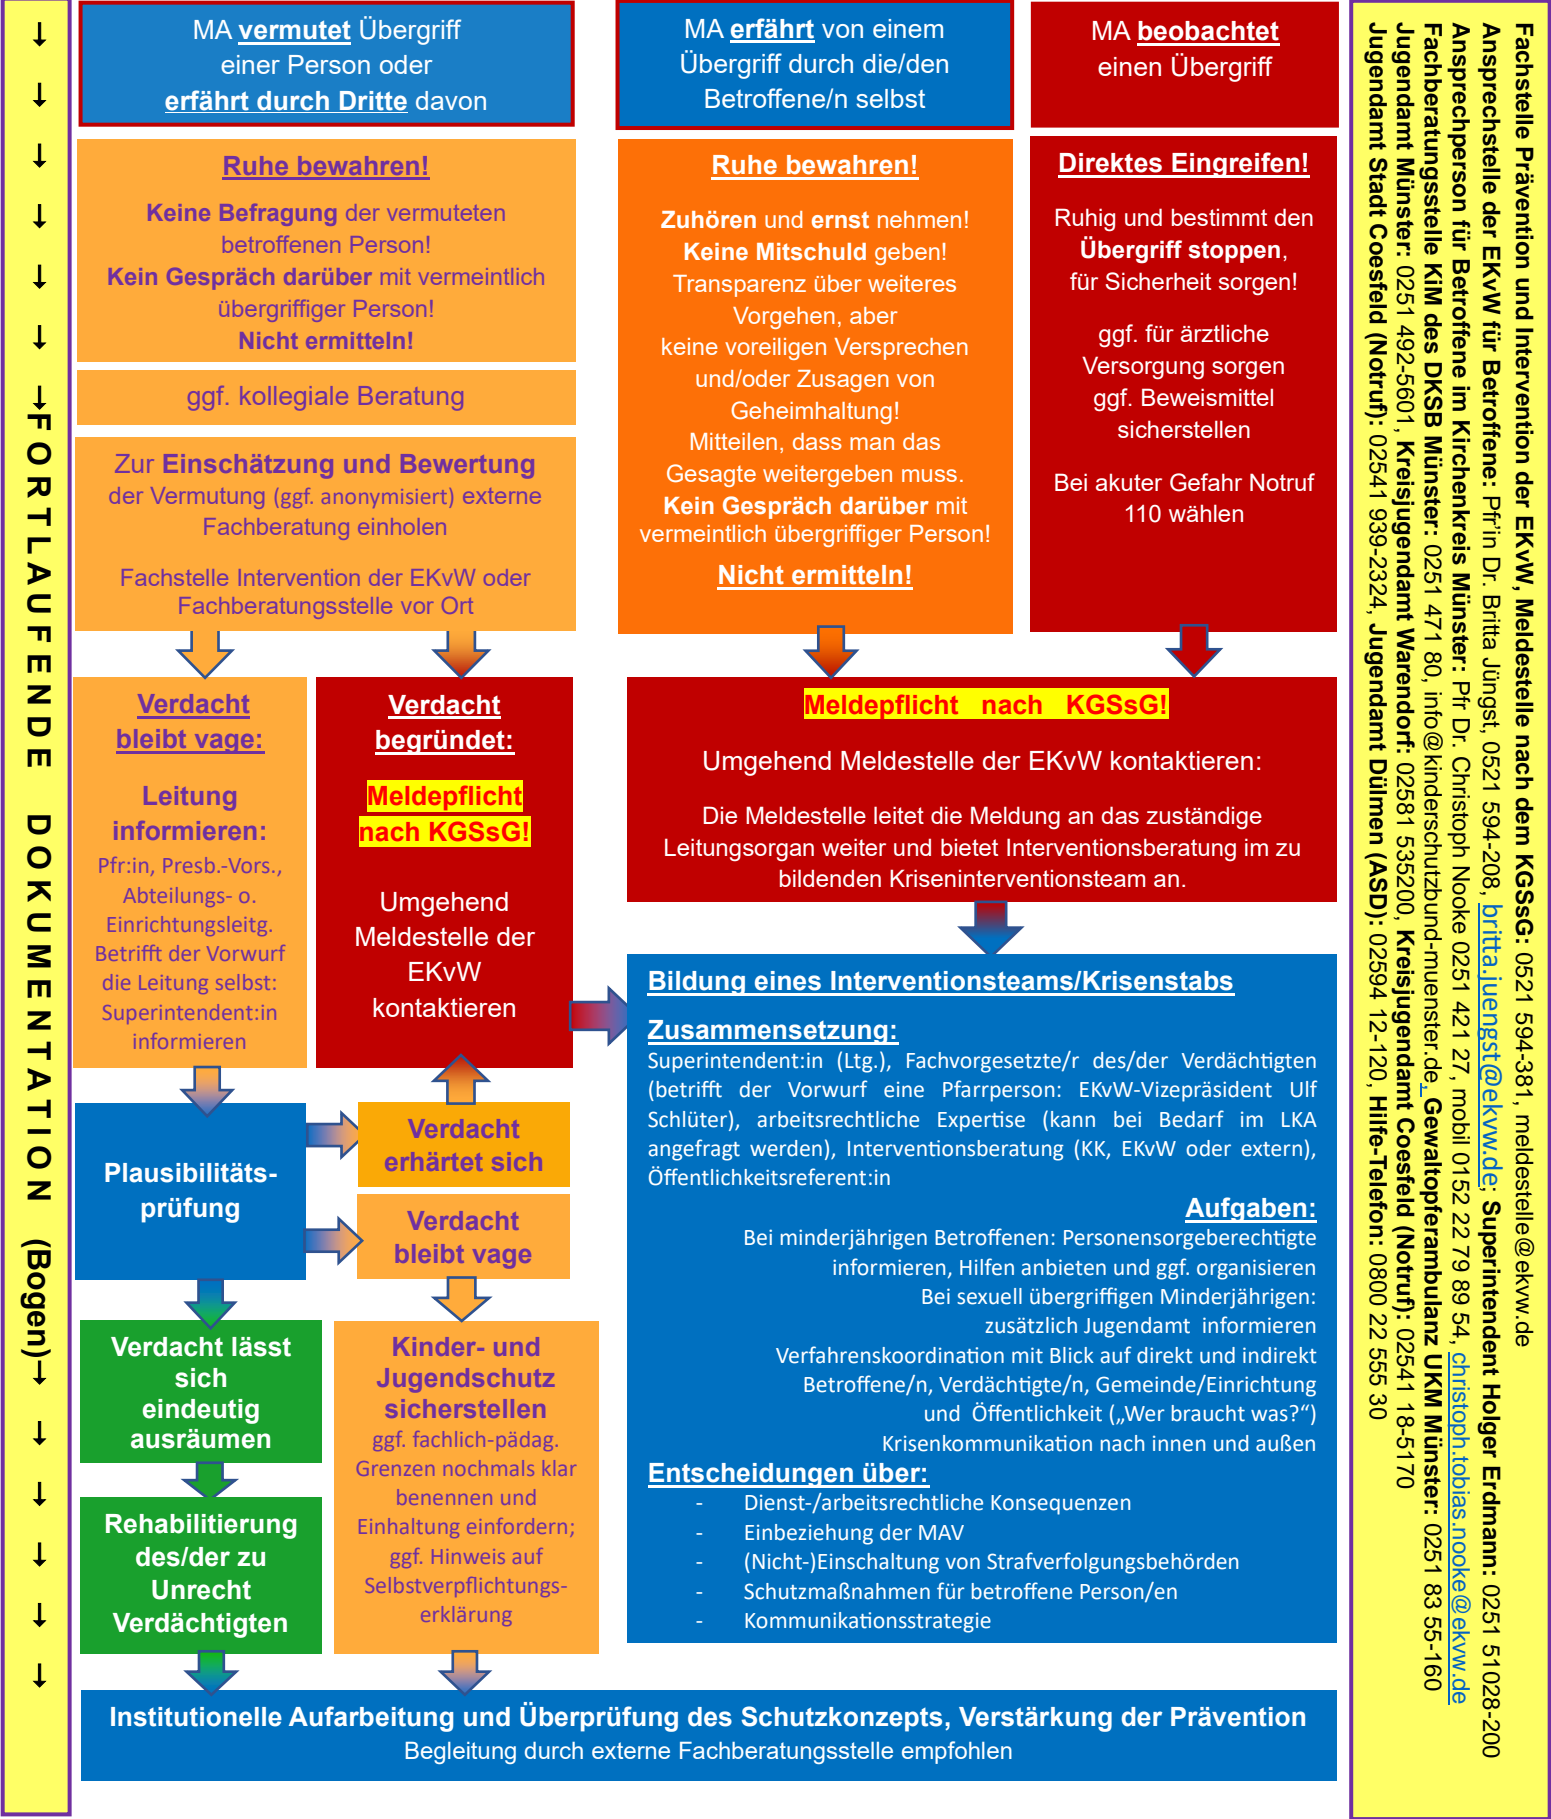 ↓
↓
↓
↓
↓
↓
↓FORTLAUFENDE DOKUMENTATION (Bogen)↓
↓
↓
↓
↓
↓
MA vermutet Übergriff
einer Person oder
erfährt durch Dritte davon
Ruhe bewahren!
Keine Befragung der vermuteten
betroffenen Person!
Kein Gespräch darüber mit vermeintlich
übergriffiger Person!
Nicht ermitteln!
ggf. kollegiale Beratung
Zur Einschätzung und Bewertung
der Vermutung (ggf. anonymisiert) externe
Fachberatung einholen
Fachstelle Intervention der EKvW oder
Fachberatungsstelle vor Ort
MA erfährt von einem
Übergriff durch die/den
Betroffene/n selbst
Ruhe bewahren!
Zuhören und ernst nehmen!
Keine Mitschuld geben!
Transparenz über weiteres
Vorgehen, aber
keine voreiligen Versprechen
und/oder Zusagen von
Geheimhaltung!
Mitteilen, dass man das
Gesagte weitergeben muss.
Kein Gespräch darüber mit
vermeintlich übergriffiger Person!
Nicht ermitteln!
MA beobachtet
einen Übergriff
Direktes Eingreifen!
Ruhig und bestimmt den
Übergriff stoppen,
für Sicherheit sorgen!
ggf. für ärztliche
Versorgung sorgen
ggf. Beweismittel
sicherstellen
Bei akuter Gefahr Notruf
110 wählen
Verdacht
bleibt vage:
Leitung
informieren:
Pfr:in, Presb.-Vors.,
Abteilungs- o.
Einrichtungsleitg.
Betrifft der Vorwurf
die Leitung selbst:
Superintendent:in
informieren
Verdacht
begründet:
Meldepflicht
nach KGSsG!
Umgehend
Meldestelle der
EKvW
kontaktieren
Meldepflicht nach KGSsG!
Umgehend Meldestelle der EKvW kontaktieren:
Die Meldestelle leitet die Meldung an das zuständige
Leitungsorgan weiter und bietet Interventionsberatung im zu
bildenden Kriseninterventionsteam an.
Plausibilitäts-
prüfung
Verdacht
erhärtet sich
Verdacht
bleibt vage
Verdacht lässt
sich
eindeutig
ausräumen
Rehabilitierung
des/der zu
Unrecht
Verdächtigten
Kinder- und
Jugendschutz
sicherstellen
ggf. fachlich-pädag.
Grenzen nochmals klar
benennen und
Einhaltung einfordern;
ggf. Hinweis auf
Selbstverpflichtungs-
erklärung
Bildung eines Interventionsteams/Krisenstabs
Zusammensetzung:
Superintendent:in (Ltg.), Fachvorgesetzte/r des/der Verdächtigten
(betrifft der Vorwurf eine Pfarrperson: EKvW-Vizepräsident Ulf
Schlüter), arbeitsrechtliche Expertise (kann bei Bedarf im LKA
angefragt werden), Interventionsberatung (KK, EKvW oder extern),
Öffentlichkeitsreferent:in
Aufgaben:
Bei minderjährigen Betroffenen: Personensorgeberechtigte
informieren, Hilfen anbieten und ggf. organisieren
Bei sexuell übergriffigen Minderjährigen:
zusätzlich Jugendamt informieren
Verfahrenskoordination mit Blick auf direkt und indirekt
Betroffene/n, Verdächtigte/n, Gemeinde/Einrichtung
und Öffentlichkeit („Wer braucht was?“)
Krisenkommunikation nach innen und außen
Entscheidungen über:
- Dienst-/arbeitsrechtliche Konsequenzen
- Einbeziehung der MAV
- (Nicht-)Einschaltung von Strafverfolgungsbehörden
- Schutzmaßnahmen für betroffene Person/en
- Kommunikationsstrategie
Institutionelle Aufarbeitung und Überprüfung des Schutzkonzepts, Verstärkung der Prävention
Begleitung durch externe Fachberatungsstelle empfohlen
Fachstelle Prävention und Intervention der EKvW, Meldestelle nach dem KGSsG: 0521 594-381, meldestelle@ekvw.de
Ansprechstelle der EKvW für Betroffene: Pfr'in Dr. Britta Jüngst, 0521 594-208, britta.juengst@ekvw.de; Superintendent Holger Erdmann: 0251 51028-200
Ansprechperson für Betroffene im Kirchenkreis Münster: Pfr Dr. Christoph Nooke 0251 421 27, mobil 0152 22 79 89 54, christoph.tobias.nooke@ekvw.de
Fachberatungsstelle KiM des DKSB Münster: 0251 471 80, info@kinderschutzbund-muenster.de, Gewaltopferambulanz UKM Münster: 0251 83 55-160
Jugendamt Münster: 0251 492-5601, Kreisjugendamt Warendorf: 02581 535200, Kreisjugendamt Coesfeld (Notruf): 02541 18-5170
Jugendamt Stadt Coesfeld (Notruf): 02541 939-2324, Jugendamt Dülmen (ASD): 02594 12-120, Hilfe-Telefon: 0800 22 555 30